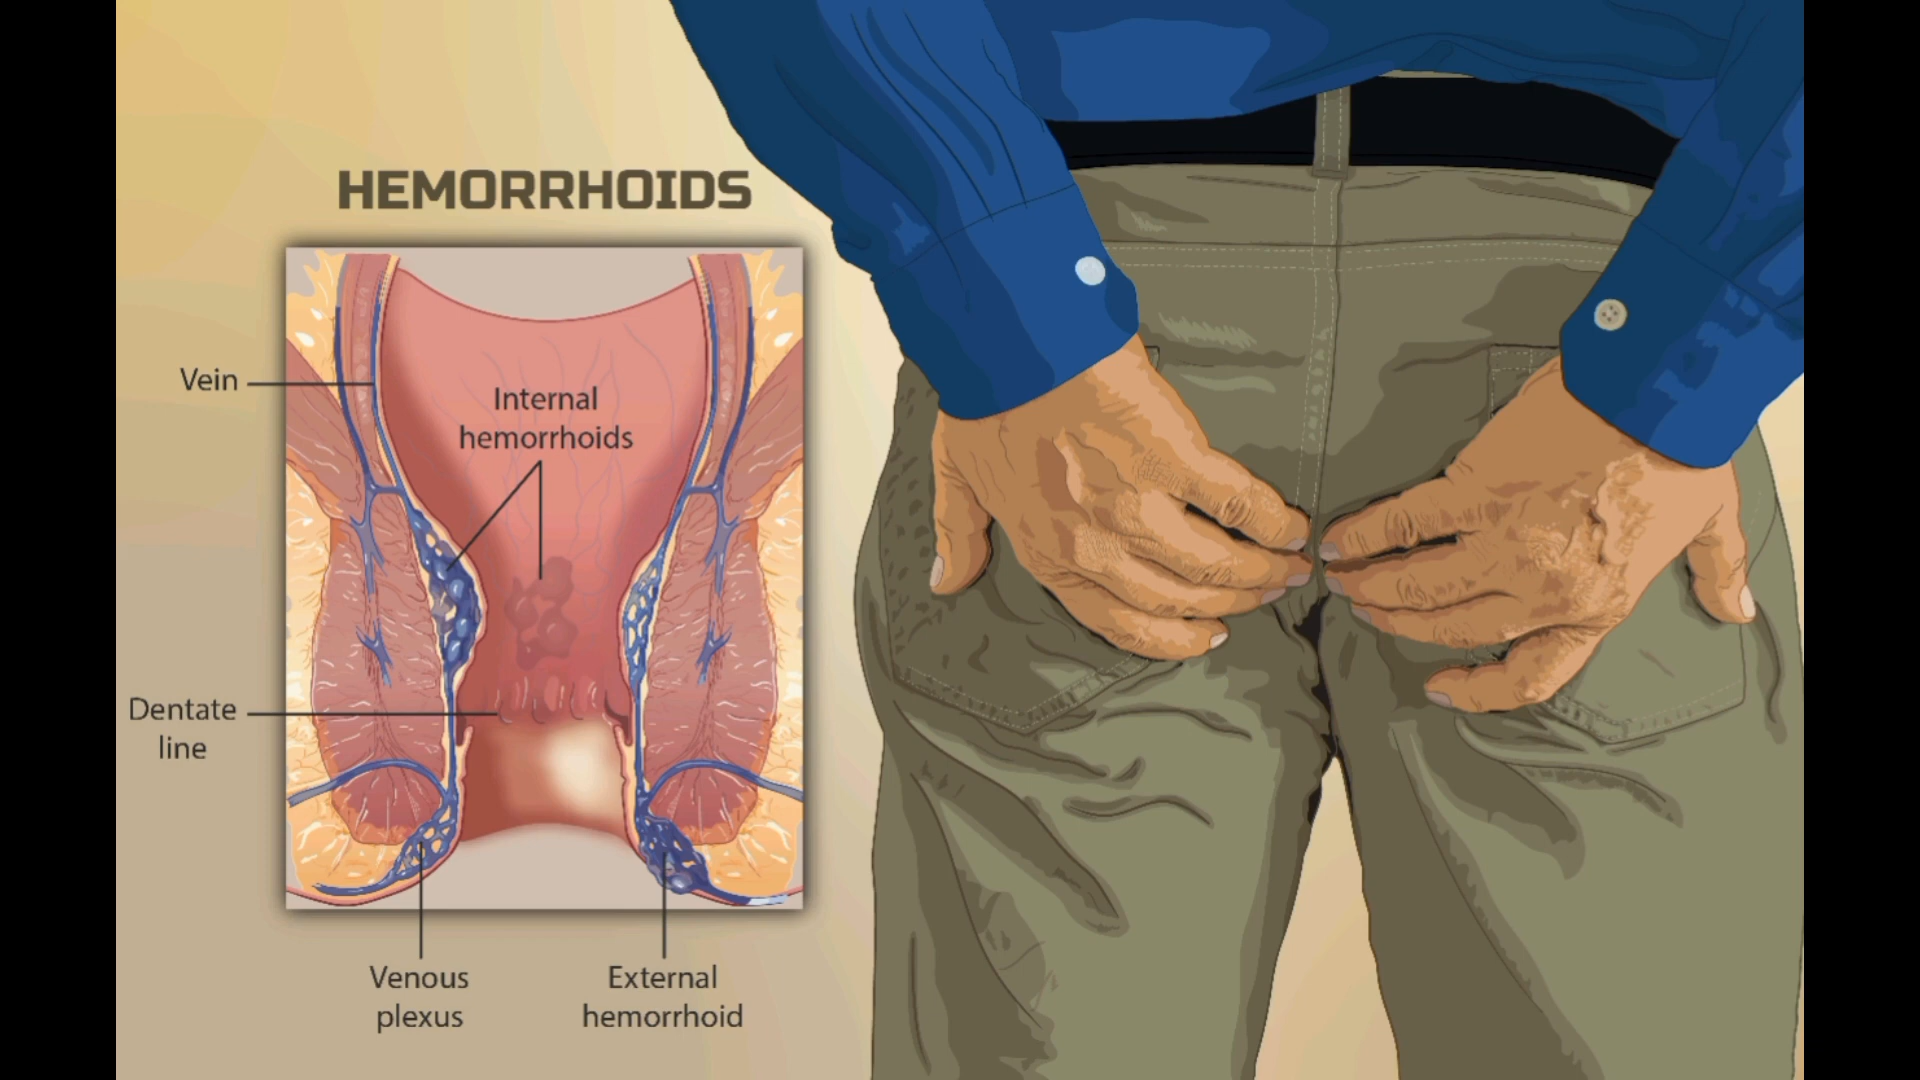 HEMORRHOIDS
Vein
Internal
hemorrhoids
Dentate
line
Venous
plexus
External
hemorrhoid